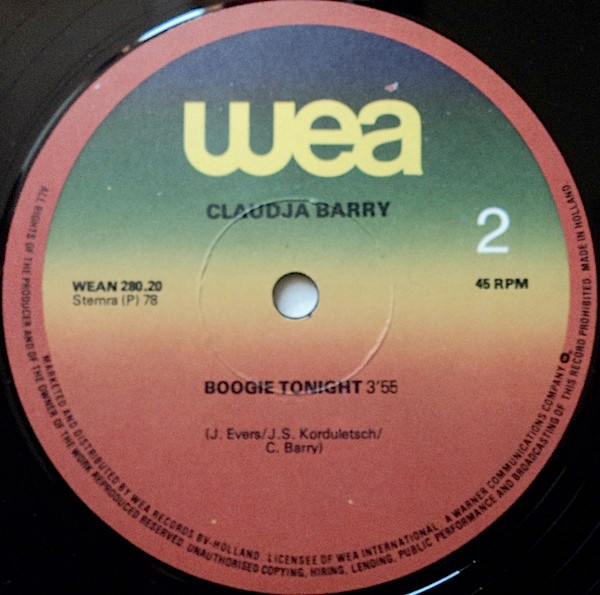 wea
CLAUDJA BARRY
2
WEAN 280.20
Stemra (P) 78
45 RPM
BOOGIE TONIGHT 3'55
(J. Evers/J.S. Korduletsch/
C. Barry)
ALL RIGHTS OF THE PRODUCER AND OF THE OWNER OF THE WORK REPRODUCED RESERVED. UNAUTHORISED COPYING, HIRING, LENDING, PUBLIC PERFORMANCE AND BROADCASTING OF THIS RECORD PROHIBITED. MADE IN HOLLAND
MARKETED AND DISTRIBUTED BY WEA RECORDS BV-HOLLAND. LICENSEE OF WEA INTERNATIONAL. A WARNER COMMUNICATIONS COMPANY